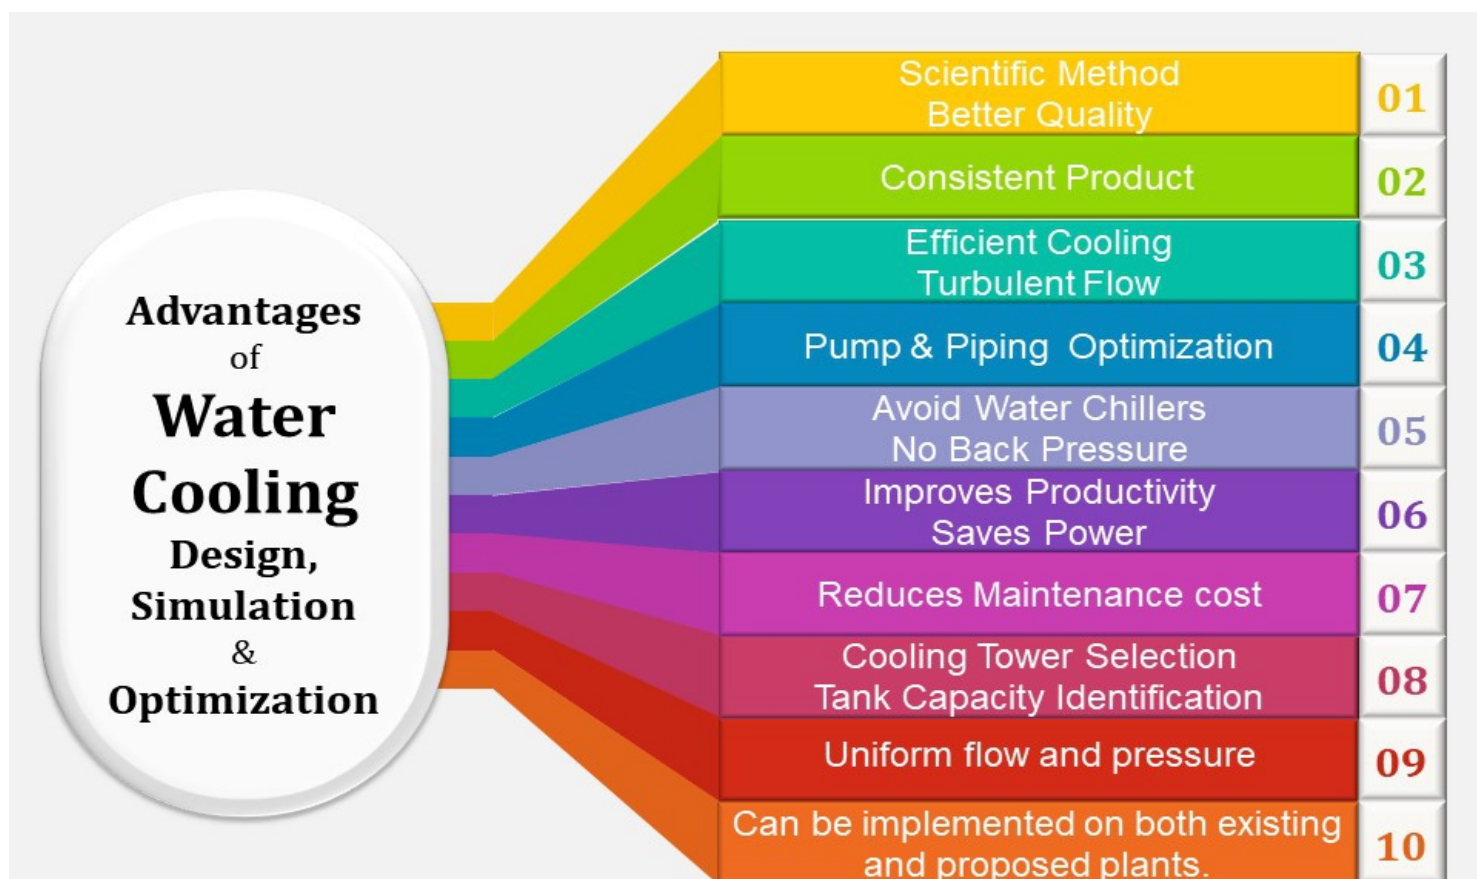 Advantages
of
Water
Cooling
Design,
Simulation
&
Optimization
Scientific Method
Better Quality
01
Consistent Product
02
Efficient Cooling
Turbulent Flow
03
Pump & Piping Optimization
04
Avoid Water Chillers
No Back Pressure
05
Improves Productivity
Saves Power
06
Reduces Maintenance cost
07
Cooling Tower Selection
Tank Capacity Identification
08
Uniform flow and pressure
09
Can be implemented on both existing
and proposed plants.
10